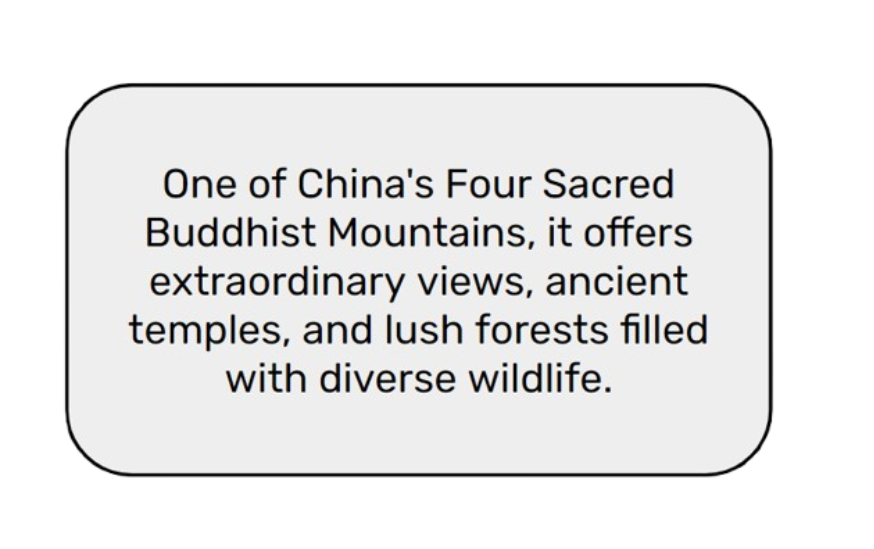 One of China's Four Sacred
Buddhist Mountains, it offers
extraordinary views, ancient
temples, and lush forests filled
with diverse wildlife.